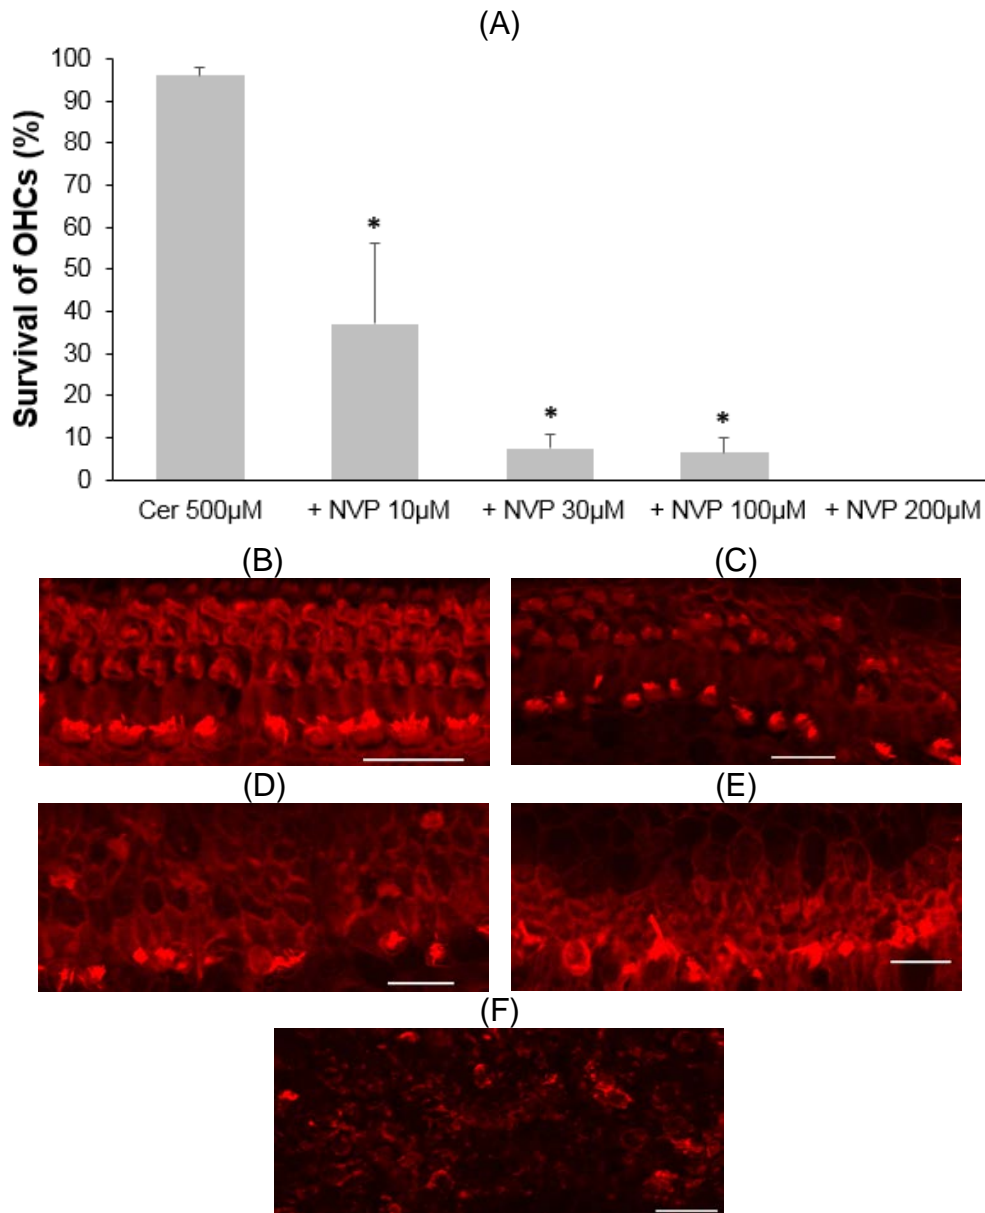 (A)
Survival of OHCs (%)
100
90
80
70
60
50
40
30
20
10
0
*
*
*
Cer 500µM
+ NVP 10µM
+ NVP 30µM
+ NVP 100µM
+ NVP 200µM
(B)
(C)
(D)
(E)
(F)